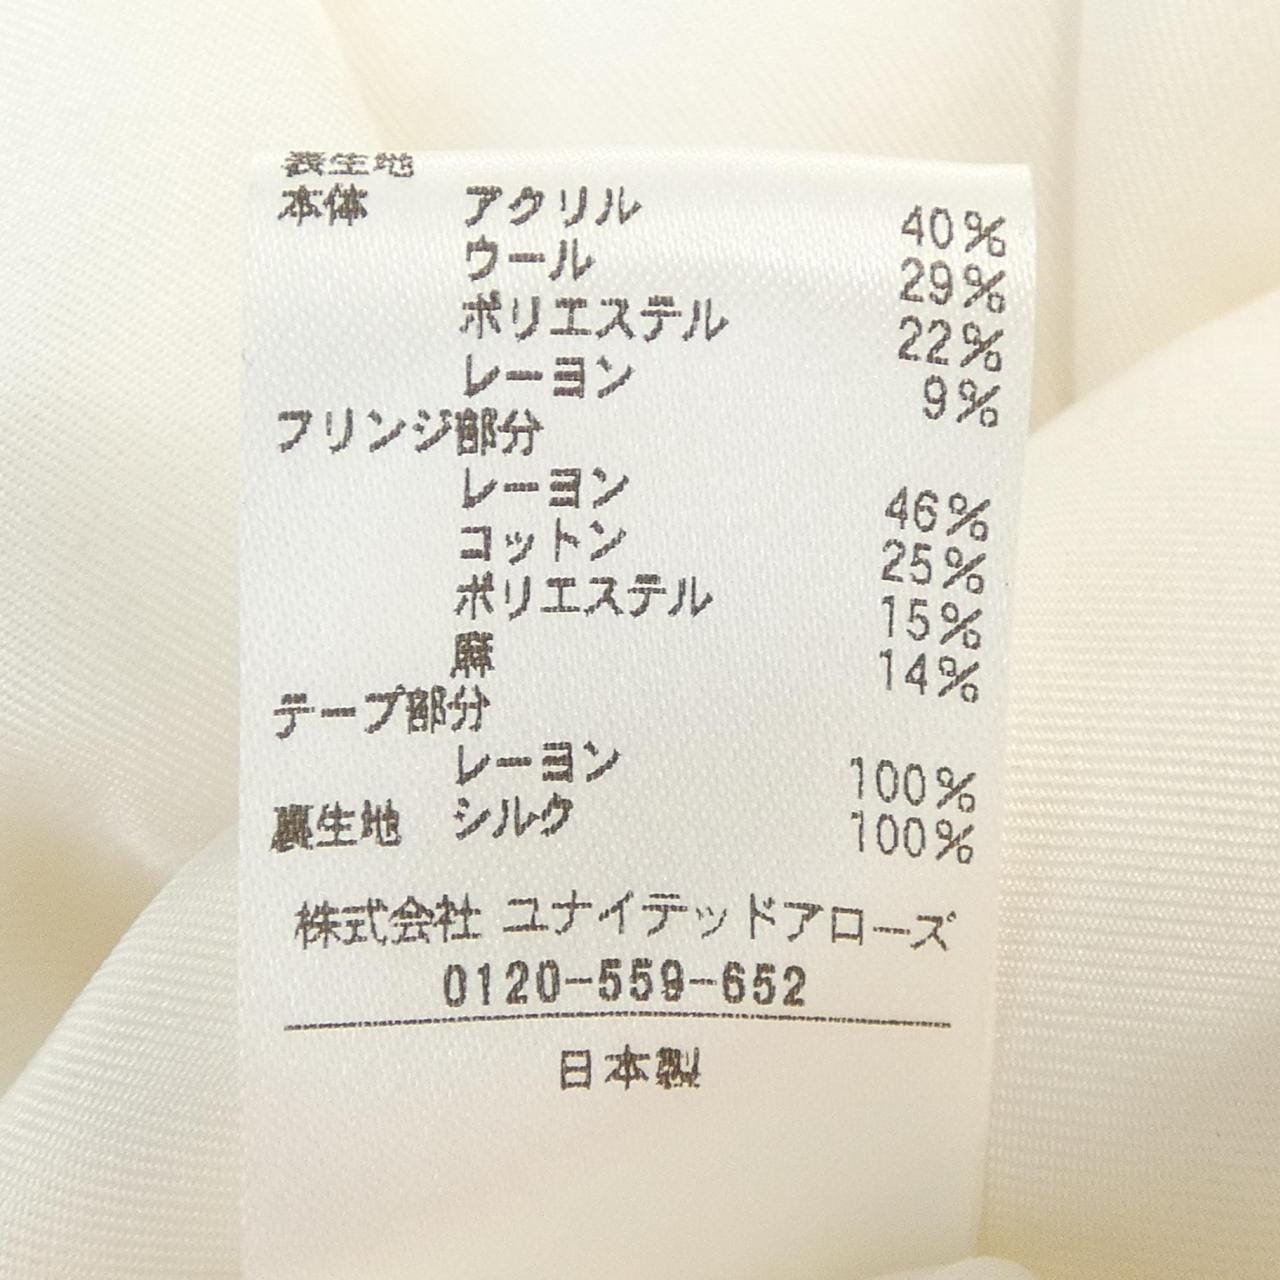 表生地
本体 アクリル 40%
ウール 29%
ポリエステル 22%
レーヨン 9%
フリンジ部分
レーヨン 46%
コットン 25%
ポリエステル 15%
麻 14%
テープ部分
レーヨン 100%
裏生地 シルク 100%
株式会社 ユナイテッドアローズ
0120-559-652
日本製